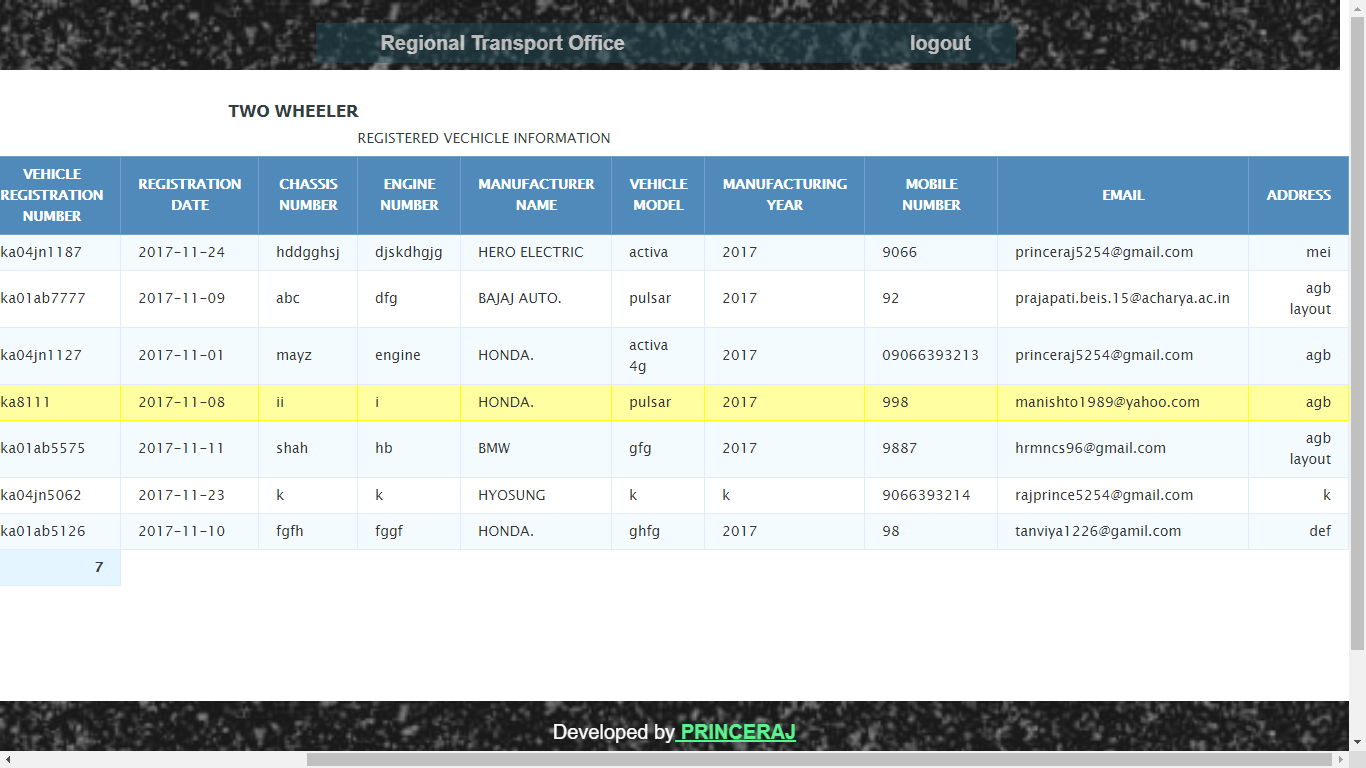 Regional Transport Office logout
TWO WHEELER
REGISTERED VECHICLE INFORMATION
VEHICLE REGISTRATION NUMBER REGISTRATION DATE CHASSIS NUMBER ENGINE NUMBER MANUFACTURER NAME VEHICLE MODEL MANUFACTURING YEAR MOBILE NUMBER EMAIL ADDRESS
ka04jn1187 2017-11-24 hddgghsj djskdhgjg HERO ELECTRIC activa 2017 9066 princeraj5254@gmail.com mei
ka01ab7777 2017-11-09 abc dfg BAJAJ AUTO. pulsar 2017 92 prajapati.beis.15@acharya.ac.in agb layout
ka04jn1127 2017-11-01 mayz engine HONDA. activa 4g 2017 09066393213 princeraj5254@gmail.com agb
ka8111 2017-11-08 ii i HONDA. pulsar 2017 998 manishto1989@yahoo.com agb
ka01ab5575 2017-11-11 shah hb BMW gfg 2017 9887 hrmncs96@gmail.com agb layout
ka04jn5062 2017-11-23 k k HYOSUNG k k 9066393214 rajprince5254@gmail.com k
ka01ab5126 2017-11-10 fgfh fggf HONDA. ghfg 2017 98 tanviya1226@gamil.com def
7
Developed by PRINCERAJ